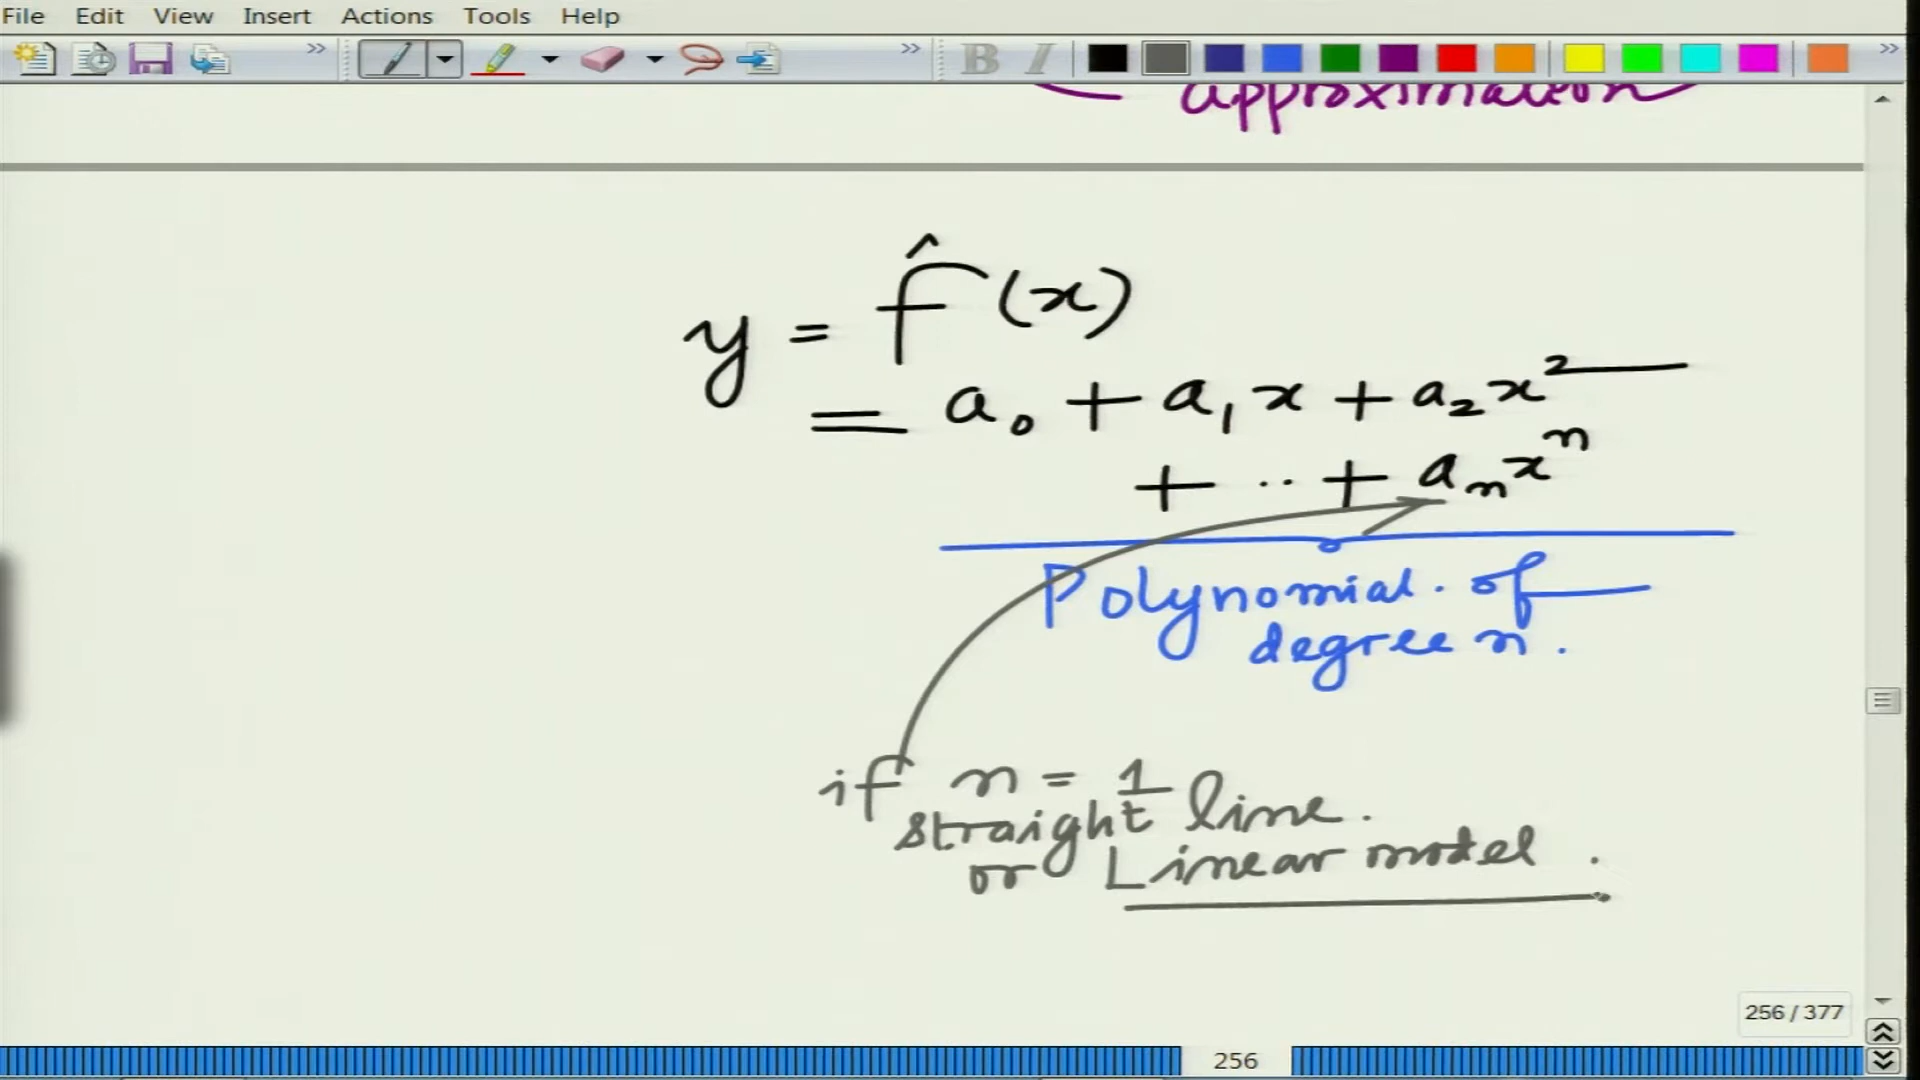 File Edit View Insert Actions Tools Help
B I
approximation
y = f̂(x)
= a₀ + a₁x + a₂x²
+ ·· + aₙxⁿ
Polynomial. of
degree n.
if n = 1
straight line.
or Linear model.
256 / 377
256